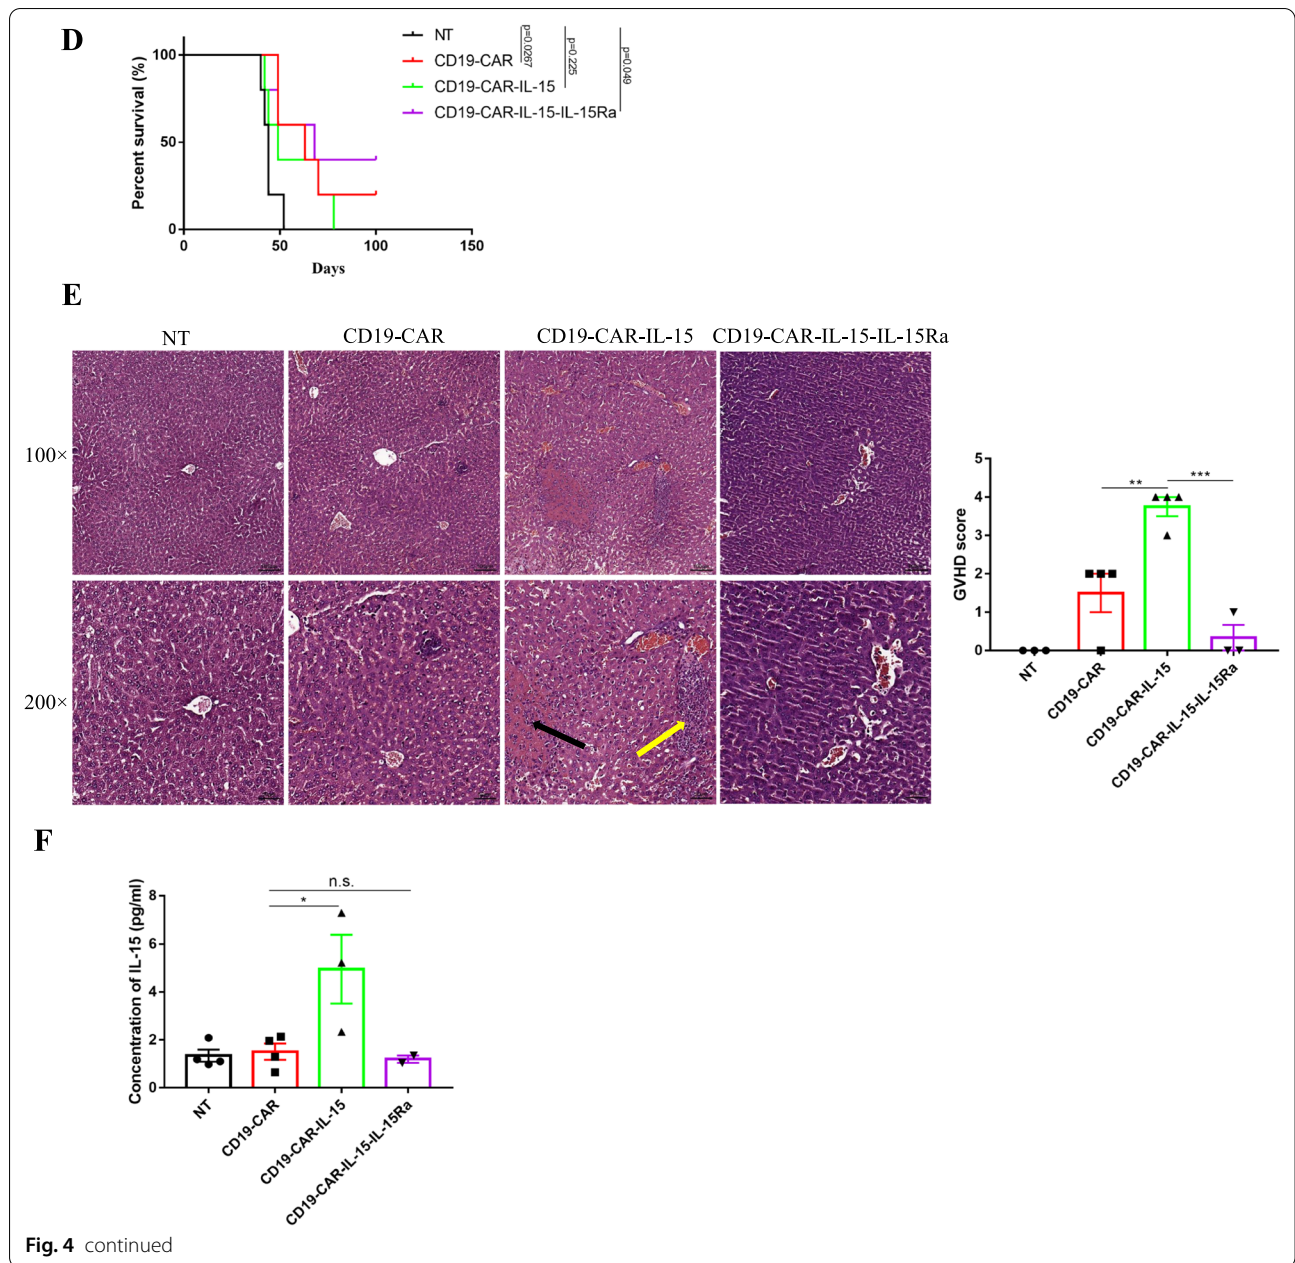 D
NT
CD19-CAR
CD19-CAR-IL-15
CD19-CAR-IL-15-IL-15Ra
p=0.0267
p=0.225
p=0.049
Percent survival (%)
100
50
0
0
50
100
150
Days
E
NT
CD19-CAR
CD19-CAR-IL-15
CD19-CAR-IL-15-IL-15Ra
100×
200×
GVHD score
5
4
3
2
1
0
**
***
NT
CD19-CAR
CD19-CAR-IL-15
CD19-CAR-IL-15-IL-15Ra
F
Concentration of IL-15 (pg/ml)
8
6
4
2
0
n.s.
*
NT
CD19-CAR
CD19-CAR-IL-15
CD19-CAR-IL-15-IL-15Ra
Fig. 4 continued